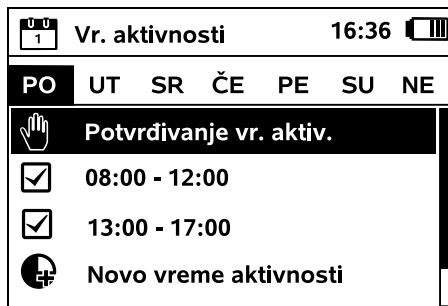 1 Vr. aktivnosti 16:36
PO UT SR ČE PE SU NE
Potvrđivanje vr. aktiv.
08:00 - 12:00
13:00 - 17:00
Novo vreme aktivnosti